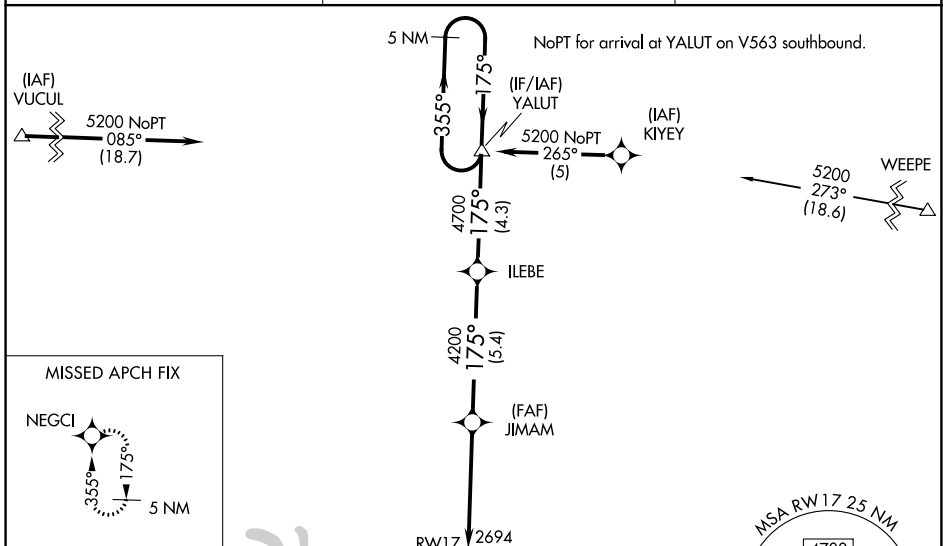 5 NM
NoPT for arrival at YALUT on V563 southbound.
355°
175°
(IAF)
VUCUL
5200 NoPT
085°
(18.7)
(IF/IAF)
YALUT
5200 NoPT
265°
(5)
(IAF)
KIYEY
5200
273°
(18.6)
WEEPE
4700
175°
(4.3)
ILEBE
4200
175°
(5.4)
(FAF)
JIMAM
MISSED APCH FIX
NEGCI
355°
175°
5 NM
RW17
2694
MSA RW17 25 NM